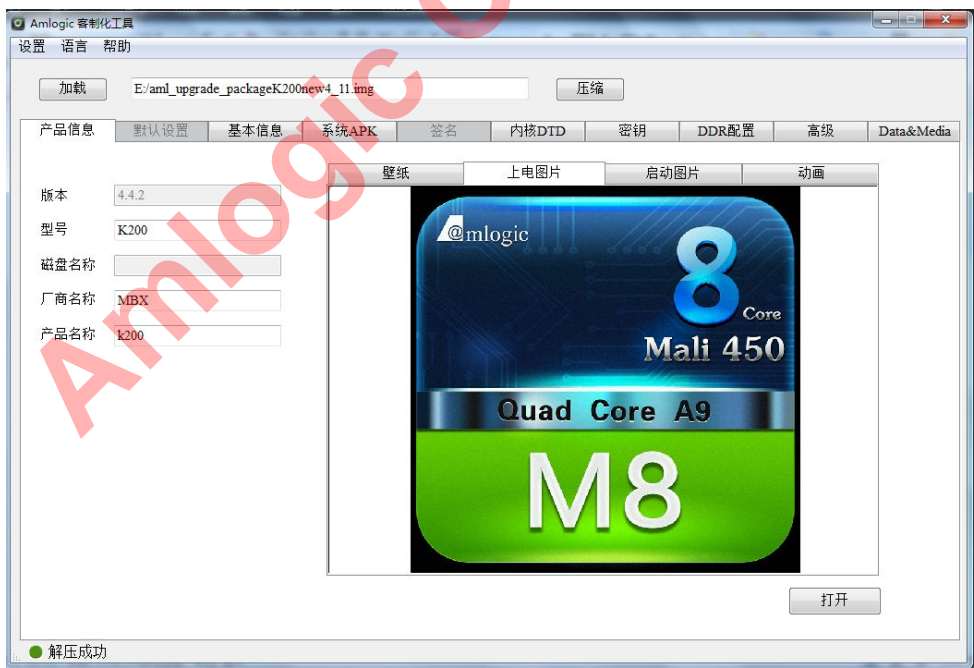 Amlogic 客制化工具
设置 语言 帮助
加载 E:/aml_upgrade_packageK200new4_11.img 压缩
产品信息 默认设置 基本信息 系统APK 签名 内核DTD 密钥 DDR配置 高级 Data&Media
壁纸 上电图片 启动图片 动画
版本 4.4.2
型号 K200
磁盘名称
厂商名称 MBX
产品名称 k200
@mlogic
8 Core
Mali 450
Quad Core A9
M8
打开
解压成功
Amlogic